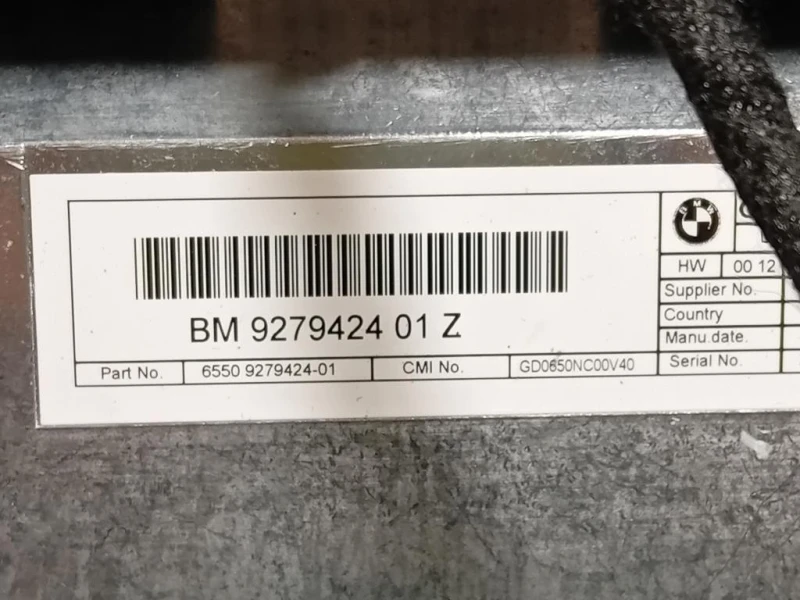 BM 9279424 01 Z
Part No. 6550 9279424-01 CMI No. GD0650NC00V40
BMW
HW 00 12
Supplier No.
Country
Manu.date.
Serial No.